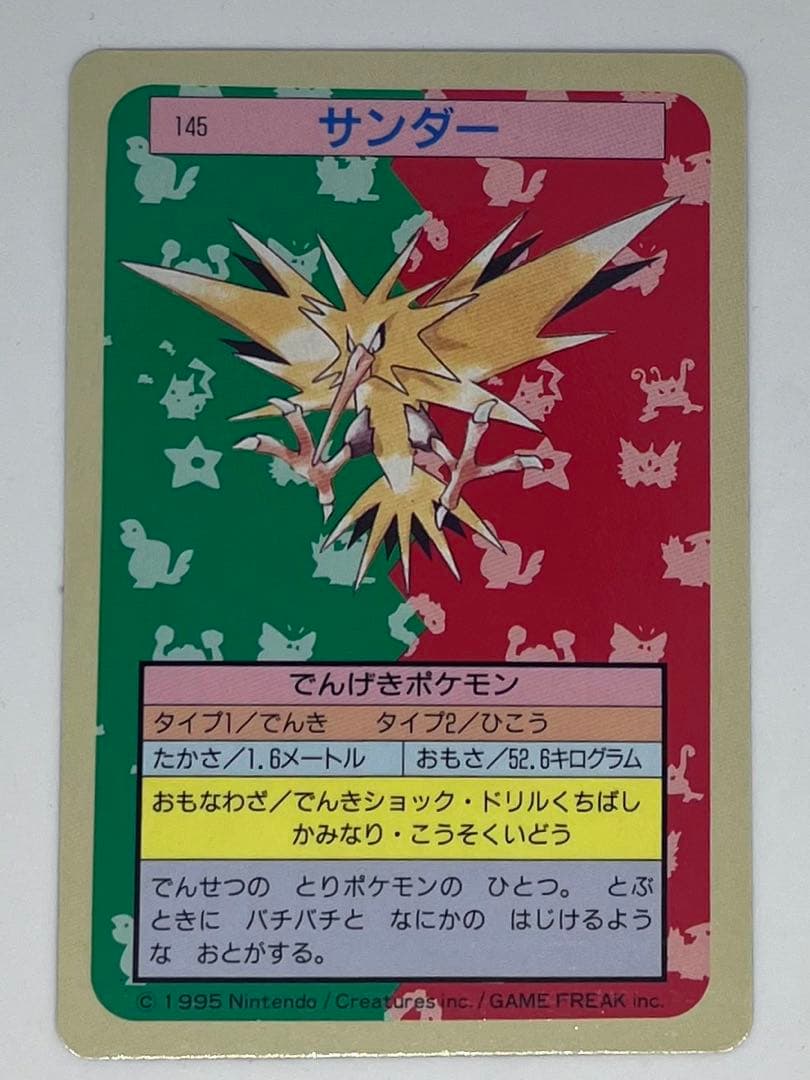 145 サンダー
でんげきポケモン
タイプ1/でんき タイプ2/ひこう
たかさ/1.6メートル おもさ/52.6キログラム
おもなわざ/でんきショック・ドリルくちばし
かみなり・こうそくいどう
でんせつの とりポケモンの ひとつ。 とぶ
ときに バチバチと なにかの はじけるよう
な おとがする。
© 1995 Nintendo / Creatures inc. / GAME FREAK inc.